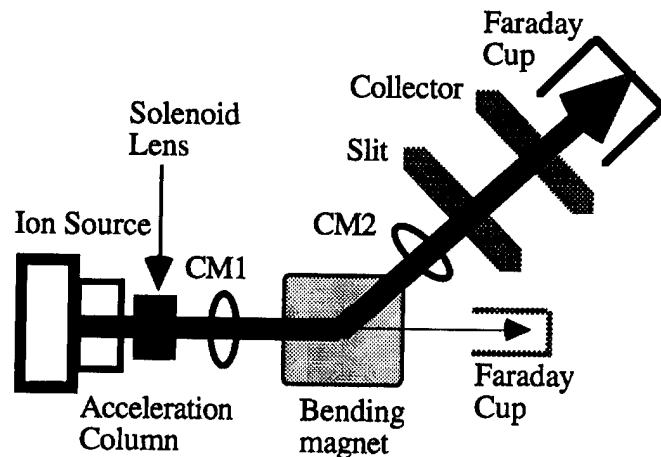 Faraday
Cup
Collector
Solenoid
Lens
Slit
Ion Source
CM2
CM1
Faraday
Cup
Acceleration
Column
Bending
magnet